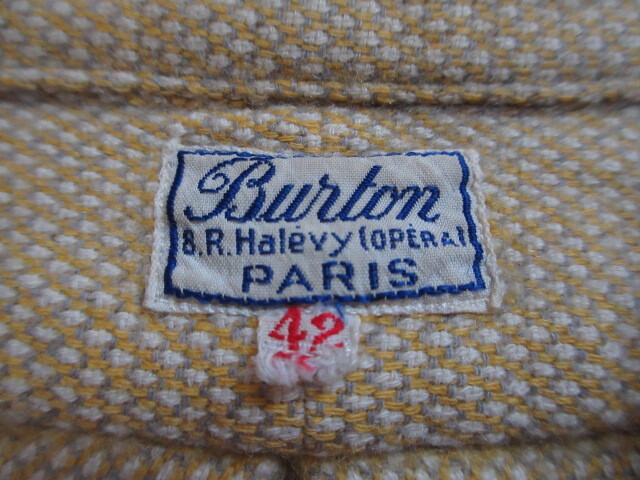 Burton
8.R.Halévy (OPÉRA)
PARIS
42